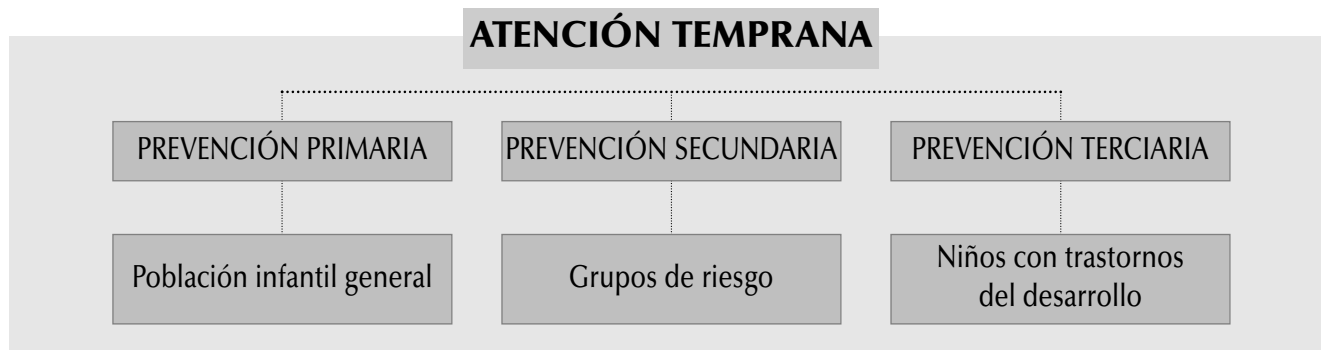 ATENCIÓN TEMPRANA
PREVENCIÓN PRIMARIA
PREVENCIÓN SECUNDARIA
PREVENCIÓN TERCIARIA
Población infantil general
Grupos de riesgo
Niños con trastornos
del desarrollo